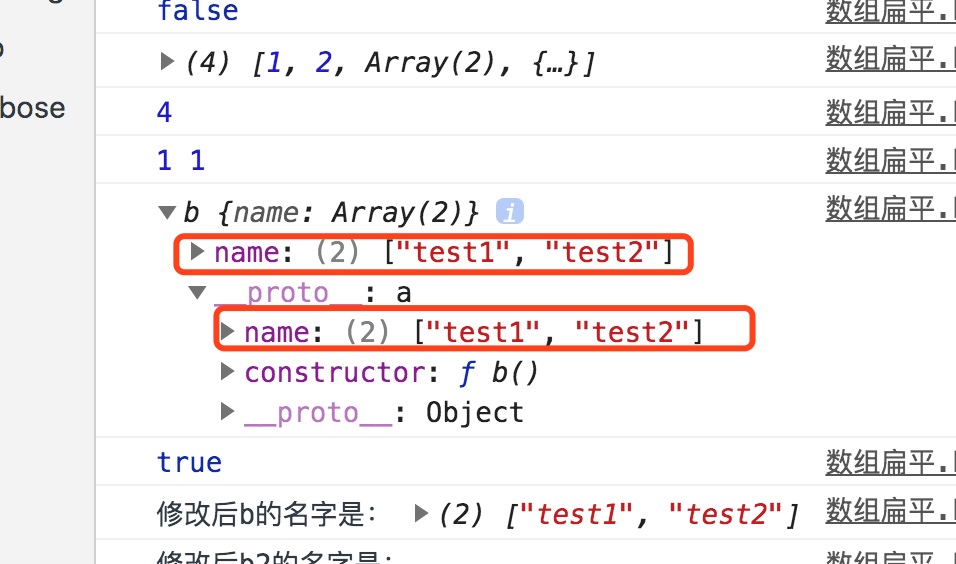 false
数组扁平.
▶(4) [1, 2, Array(2), {…}]
数组扁平.
4
数组扁平.
bose
1 1
数组扁平.
▼b {name: Array(2)} i
数组扁平.
▶name: (2) ["test1", "test2"]
▼__proto__: a
▶name: (2) ["test1", "test2"]
▶constructor: ƒ b()
▶__proto__: Object
true
数组扁平.
修改后b的名字是： ▶(2) ["test1", "test2"]
数组扁平.
修改后b2的名字是：
数组扁平.